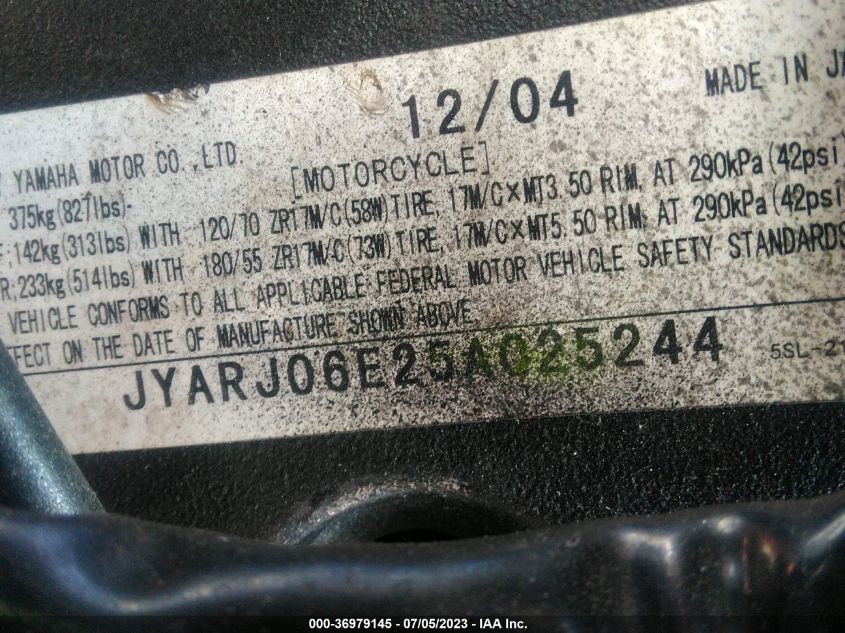 12/04
MADE IN JA
YAMAHA MOTOR CO.,LTD.
[MOTORCYCLE]
375kg(827lbs)-
F:142kg(313lbs) WITH -120/70 ZR17M/C(58W)TIRE, 17M/C×MT3.50 RIM, AT 290kPa(42psi)
R:233kg(514lbs) WITH -180/55 ZR17M/C(73W)TIRE, 17M/C×MT5.50 RIM, AT 290kPa(42psi
VEHICLE CONFORMS TO ALL APPLICABLE FEDERAL MOTOR VEHICLE SAFETY STANDARDS
FFECT ON THE DATE OF MANUFACTURE SHOWN ABOVE
JYARJ06E25A025244
5SL-21
000-36979145 - 07/05/2023 - IAA Inc.